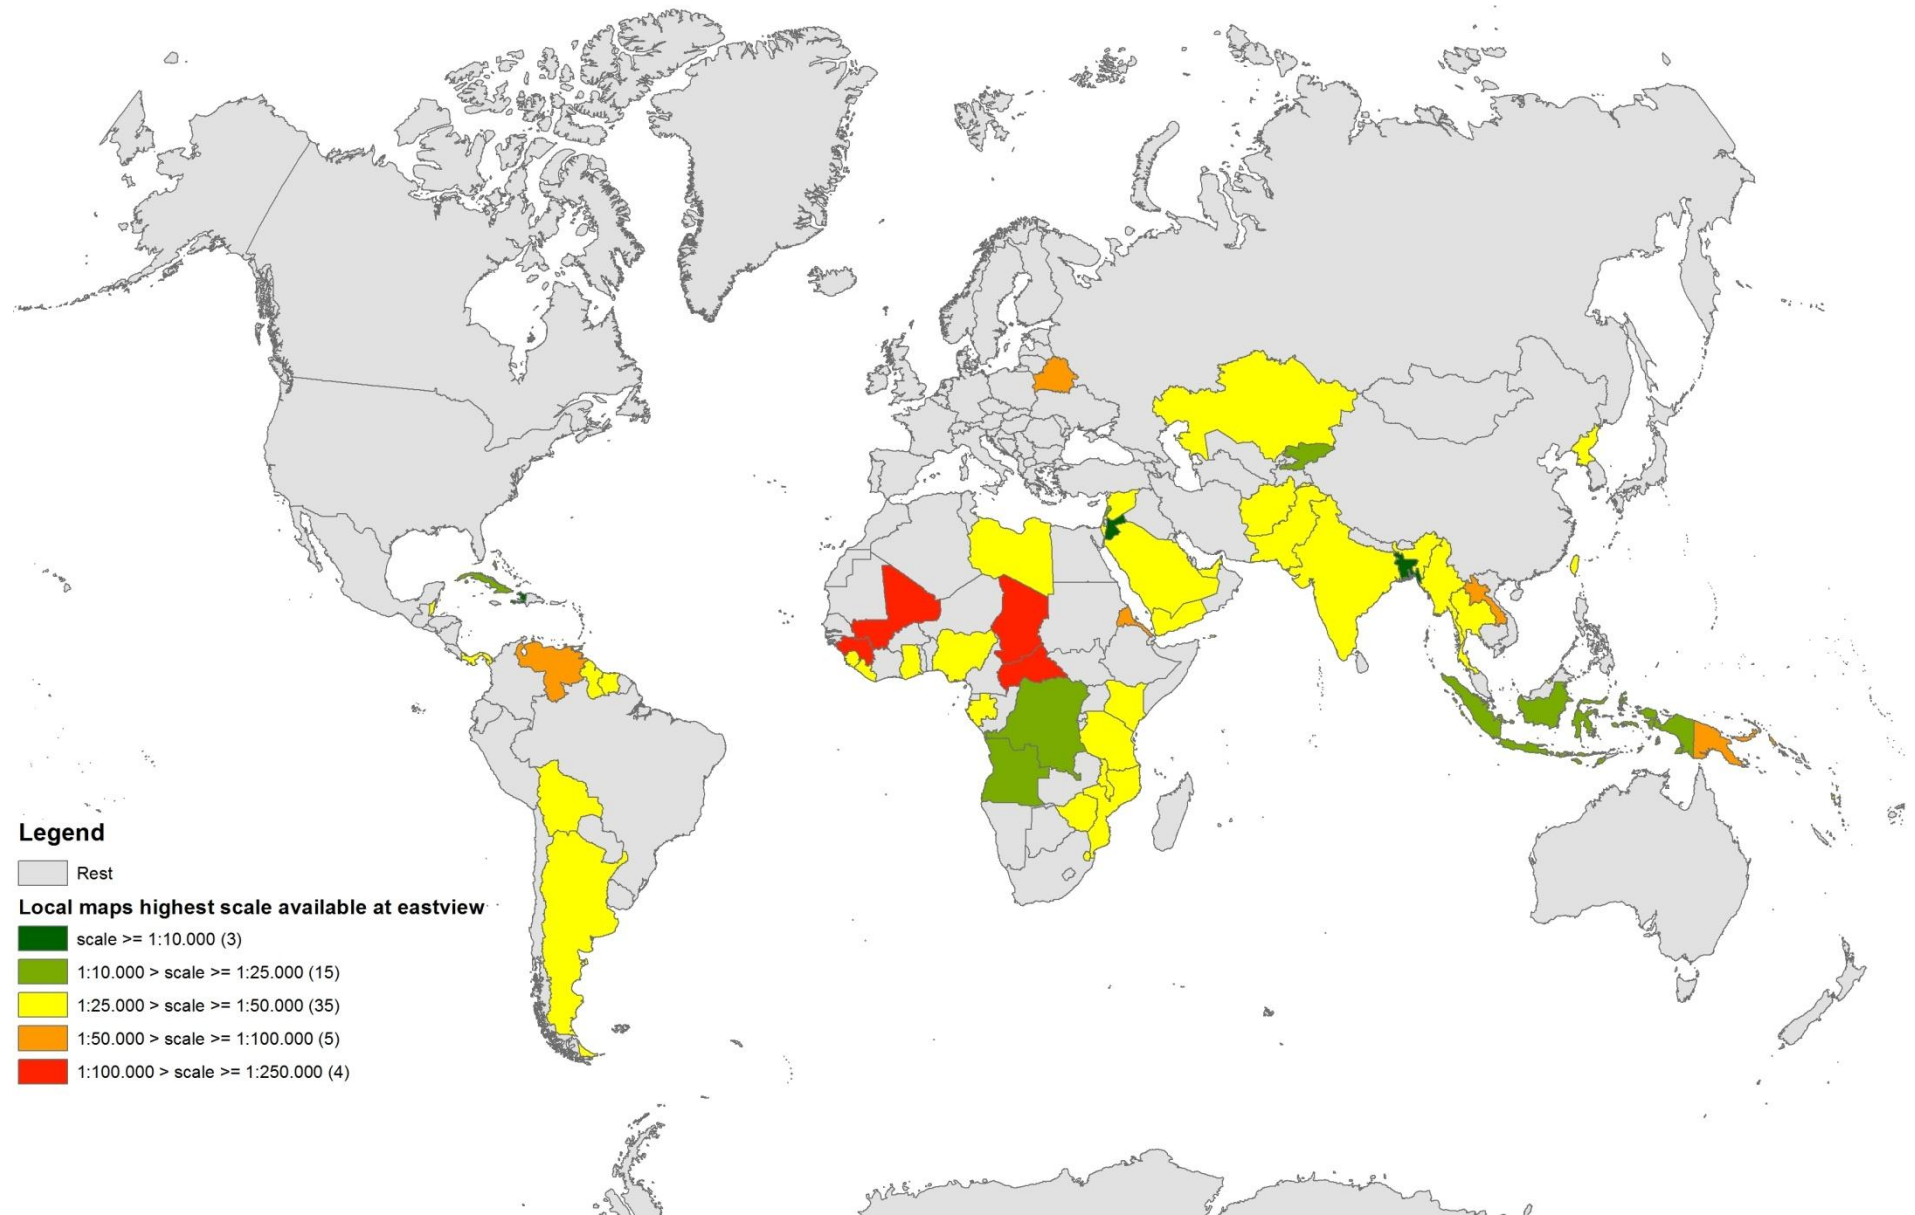 Legend
Rest
Local maps highest scale available at eastview
scale >= 1:10.000 (3)
1:10.000 > scale >= 1:25.000 (15)
1:25.000 > scale >= 1:50.000 (35)
1:50.000 > scale >= 1:100.000 (5)
1:100.000 > scale >= 1:250.000 (4)